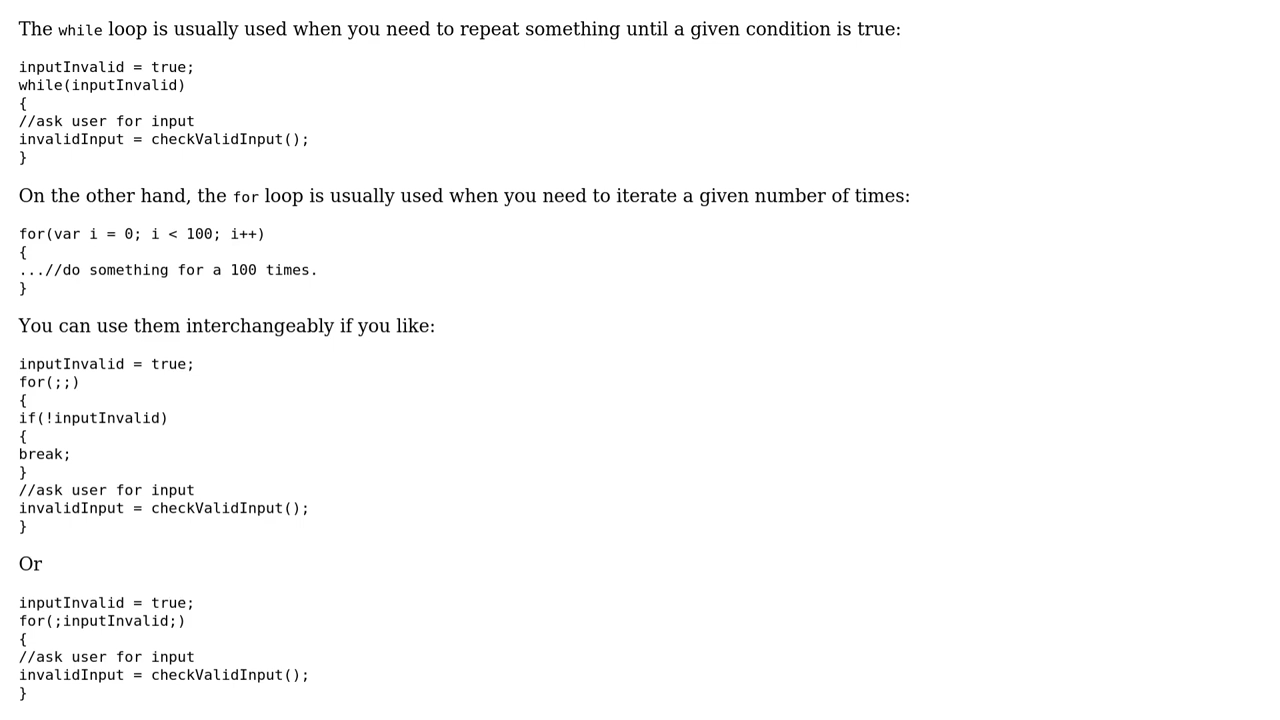 The while loop is usually used when you need to repeat something until a given condition is true:
inputInvalid = true;
while(inputInvalid)
{
//ask user for input
invalidInput = checkValidInput();
}
On the other hand, the for loop is usually used when you need to iterate a given number of times:
for(var i = 0; i < 100; i++)
{
...//do something for a 100 times.
}
You can use them interchangeably if you like:
inputInvalid = true;
for(;;)
{
if(!inputInvalid)
{
break;
}
//ask user for input
invalidInput = checkValidInput();
}
Or
inputInvalid = true;
for(;inputInvalid;)
{
//ask user for input
invalidInput = checkValidInput();
}